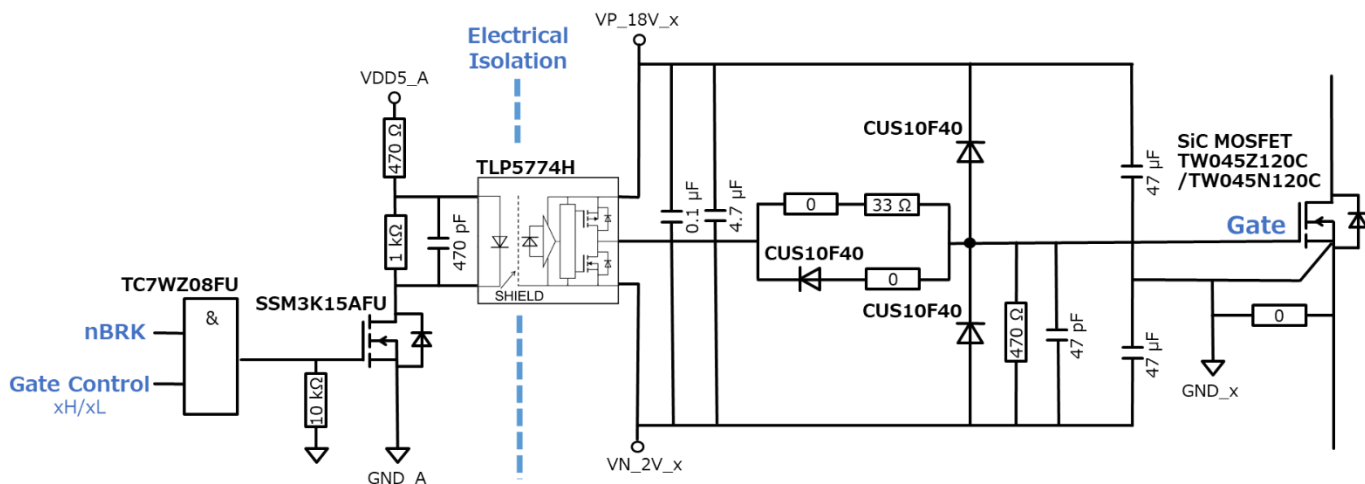 VP_18V_x
Electrical
Isolation
VDD5_A
470 Ω
TLP5774H
CUS10F40
SiC MOSFET
TW045Z120C
/TW045N120C
47 µF
1 kΩ
470 pF
0.1 µF
4.7 µF
0
33 Ω
Gate
CUS10F40
0
TC7WZ08FU
SSM3K15AFU
SHIELD
&
nBRK
CUS10F40
470 Ω
47 pF
47 µF
0
Gate Control
xH/xL
10 kΩ
GND_x
GND_A
VN_2V_x